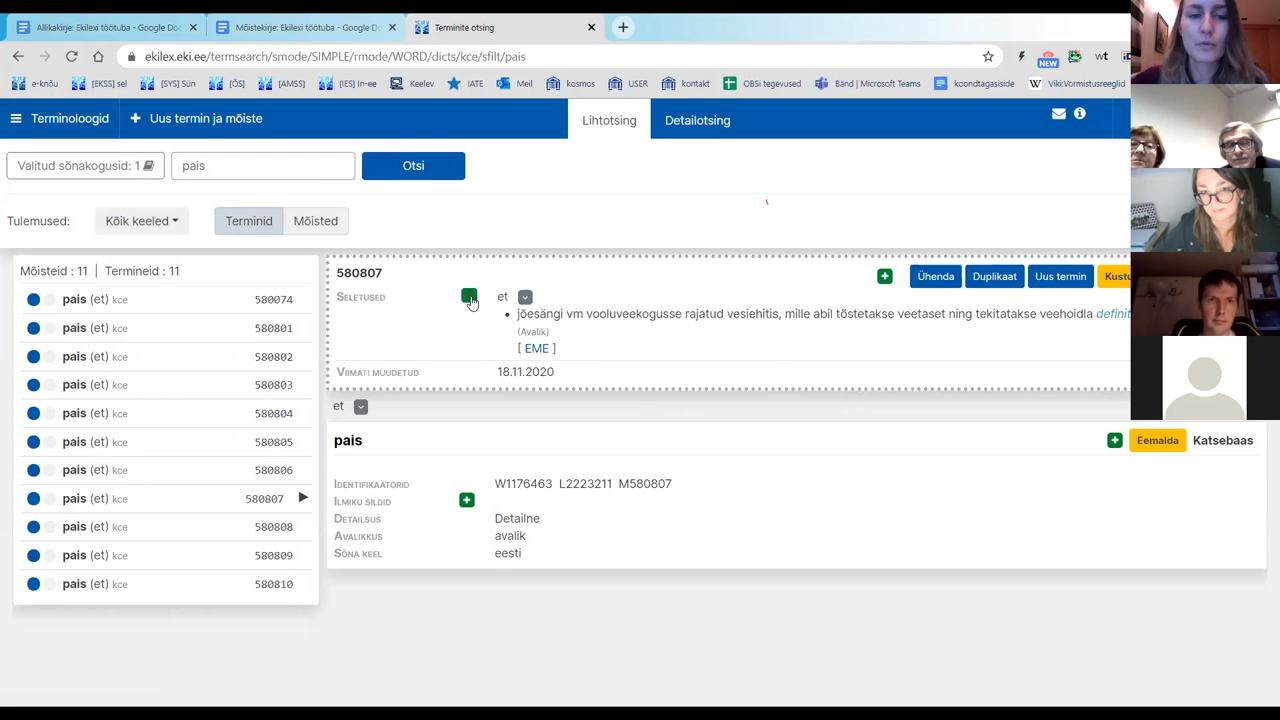 Allikakirje: Ekilexi töötuba - Google Do
Mõistekirje: Ekilexi töötuba - Google D
Terminite otsing
ekilex.eki.ee/termsearch/smode/SIMPLE/rmode/WORD/dicts/kce/sfilt/pais
NEW
wt
e-knõu
[EKSS] sel
[SY] Sün
[ÕS]
[AMSS]
[IES] In-ee
Keelev
IATE
Meil
kosmos
USER
kontakt
OBSi tegevused
Bänd | Microsoft Teams
koondtagasiside
Viki:Vormistusreeglid
Terminoloogid
Uus termin ja mõiste
Lihtotsing
Detailotsing
Valitud sõnakogusid: 1
pais
Otsi
Tulemused:
Kõik keeled
Terminid
Mõisted
Mõisteid : 11 | Termineid : 11
pais (et) kce 580074
pais (et) kce 580801
pais (et) kce 580802
pais (et) kce 580803
pais (et) kce 580804
pais (et) kce 580805
pais (et) kce 580806
pais (et) kce 580807
pais (et) kce 580808
pais (et) kce 580809
pais (et) kce 580810
580807
Ühenda
Duplikaat
Uus termin
Kustu
Seletused
et
• jõesängi vm vooluveekogusse rajatud vesiehitis, mille abil tõstetakse veetaset ning tekitatakse veehoidla definit
(Avalik)
[ EME ]
Viimati muudetud 18.11.2020
et
pais
Eemalda
Katsebaas
Identifikaatorid W1176463 L2223211 M580807
Ilmiku sildid
Detailsus Detailne
Avalikkus avalik
Sõna keel eesti